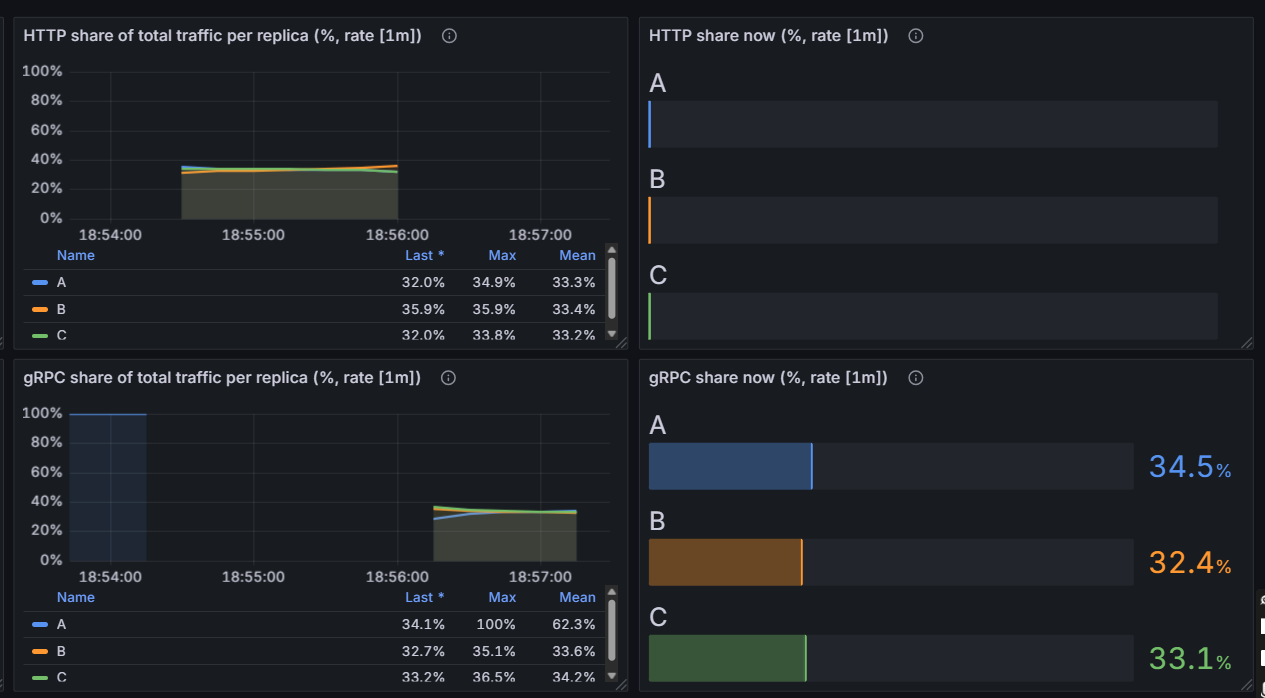 HTTP share of total traffic per replica (%, rate [1m])
100%
80%
60%
40%
20%
0%
18:54:00 18:55:00 18:56:00 18:57:00
Name Last * Max Mean
A 32.0% 34.9% 33.3%
B 35.9% 35.9% 33.4%
C 32.0% 33.8% 33.2%
HTTP share now (%, rate [1m])
A
B
C
gRPC share of total traffic per replica (%, rate [1m])
100%
80%
60%
40%
20%
0%
18:54:00 18:55:00 18:56:00 18:57:00
Name Last * Max Mean
A 34.1% 100% 62.3%
B 32.7% 35.1% 33.6%
C 33.2% 36.5% 34.2%
gRPC share now (%, rate [1m])
A
34.5%
B
32.4%
C
33.1%